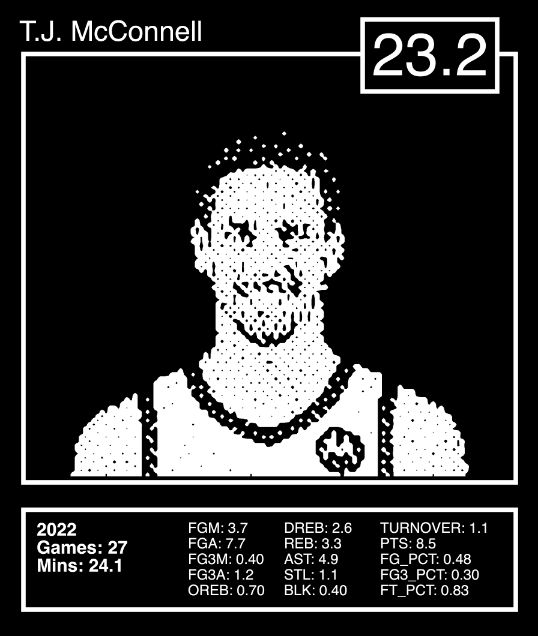 T.J. McConnell
23.2
2022
Games: 27
Mins: 24.1
FGM: 3.7
FGA: 7.7
FG3M: 0.40
FG3A: 1.2
OREB: 0.70
DREB: 2.6
REB: 3.3
AST: 4.9
STL: 1.1
BLK: 0.40
TURNOVER: 1.1
PTS: 8.5
FG_PCT: 0.48
FG3_PCT: 0.30
FT_PCT: 0.83